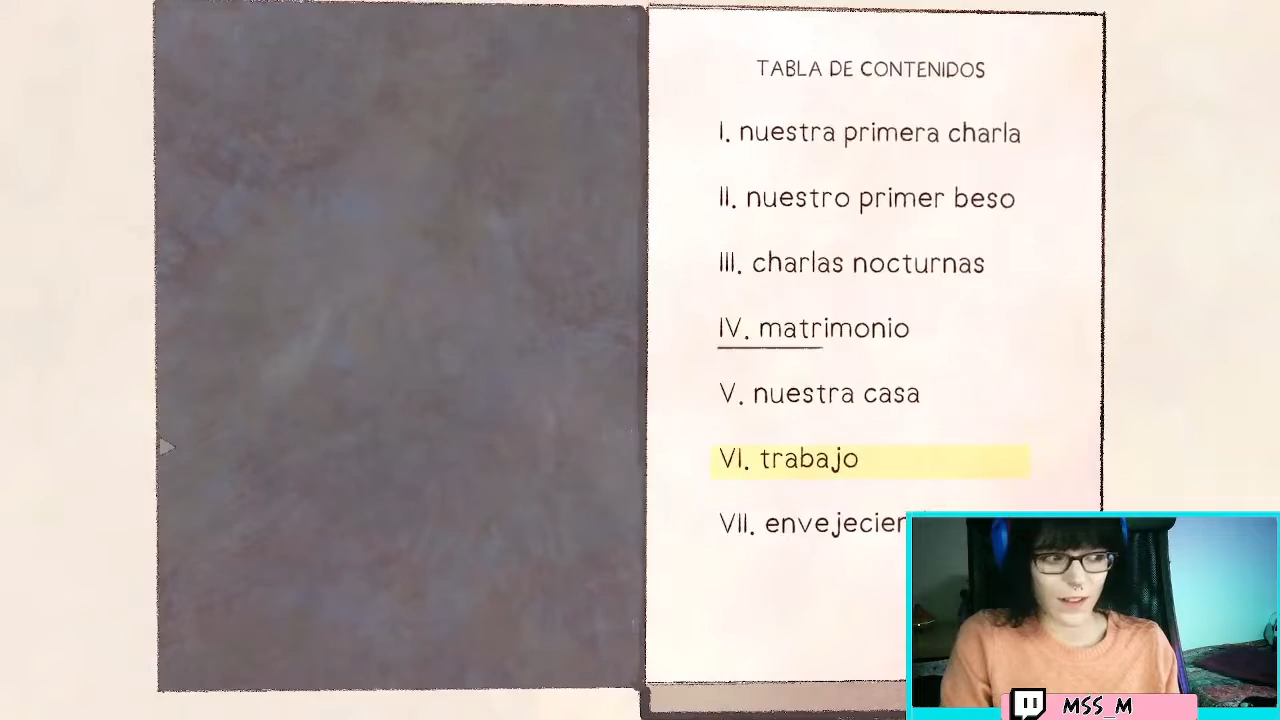 TABLA DE CONTENIDOS
I. nuestra primera charla
II. nuestro primer beso
III. charlas nocturnas
IV. matrimonio
V. nuestra casa
VI. trabajo
VII.
MSS_M